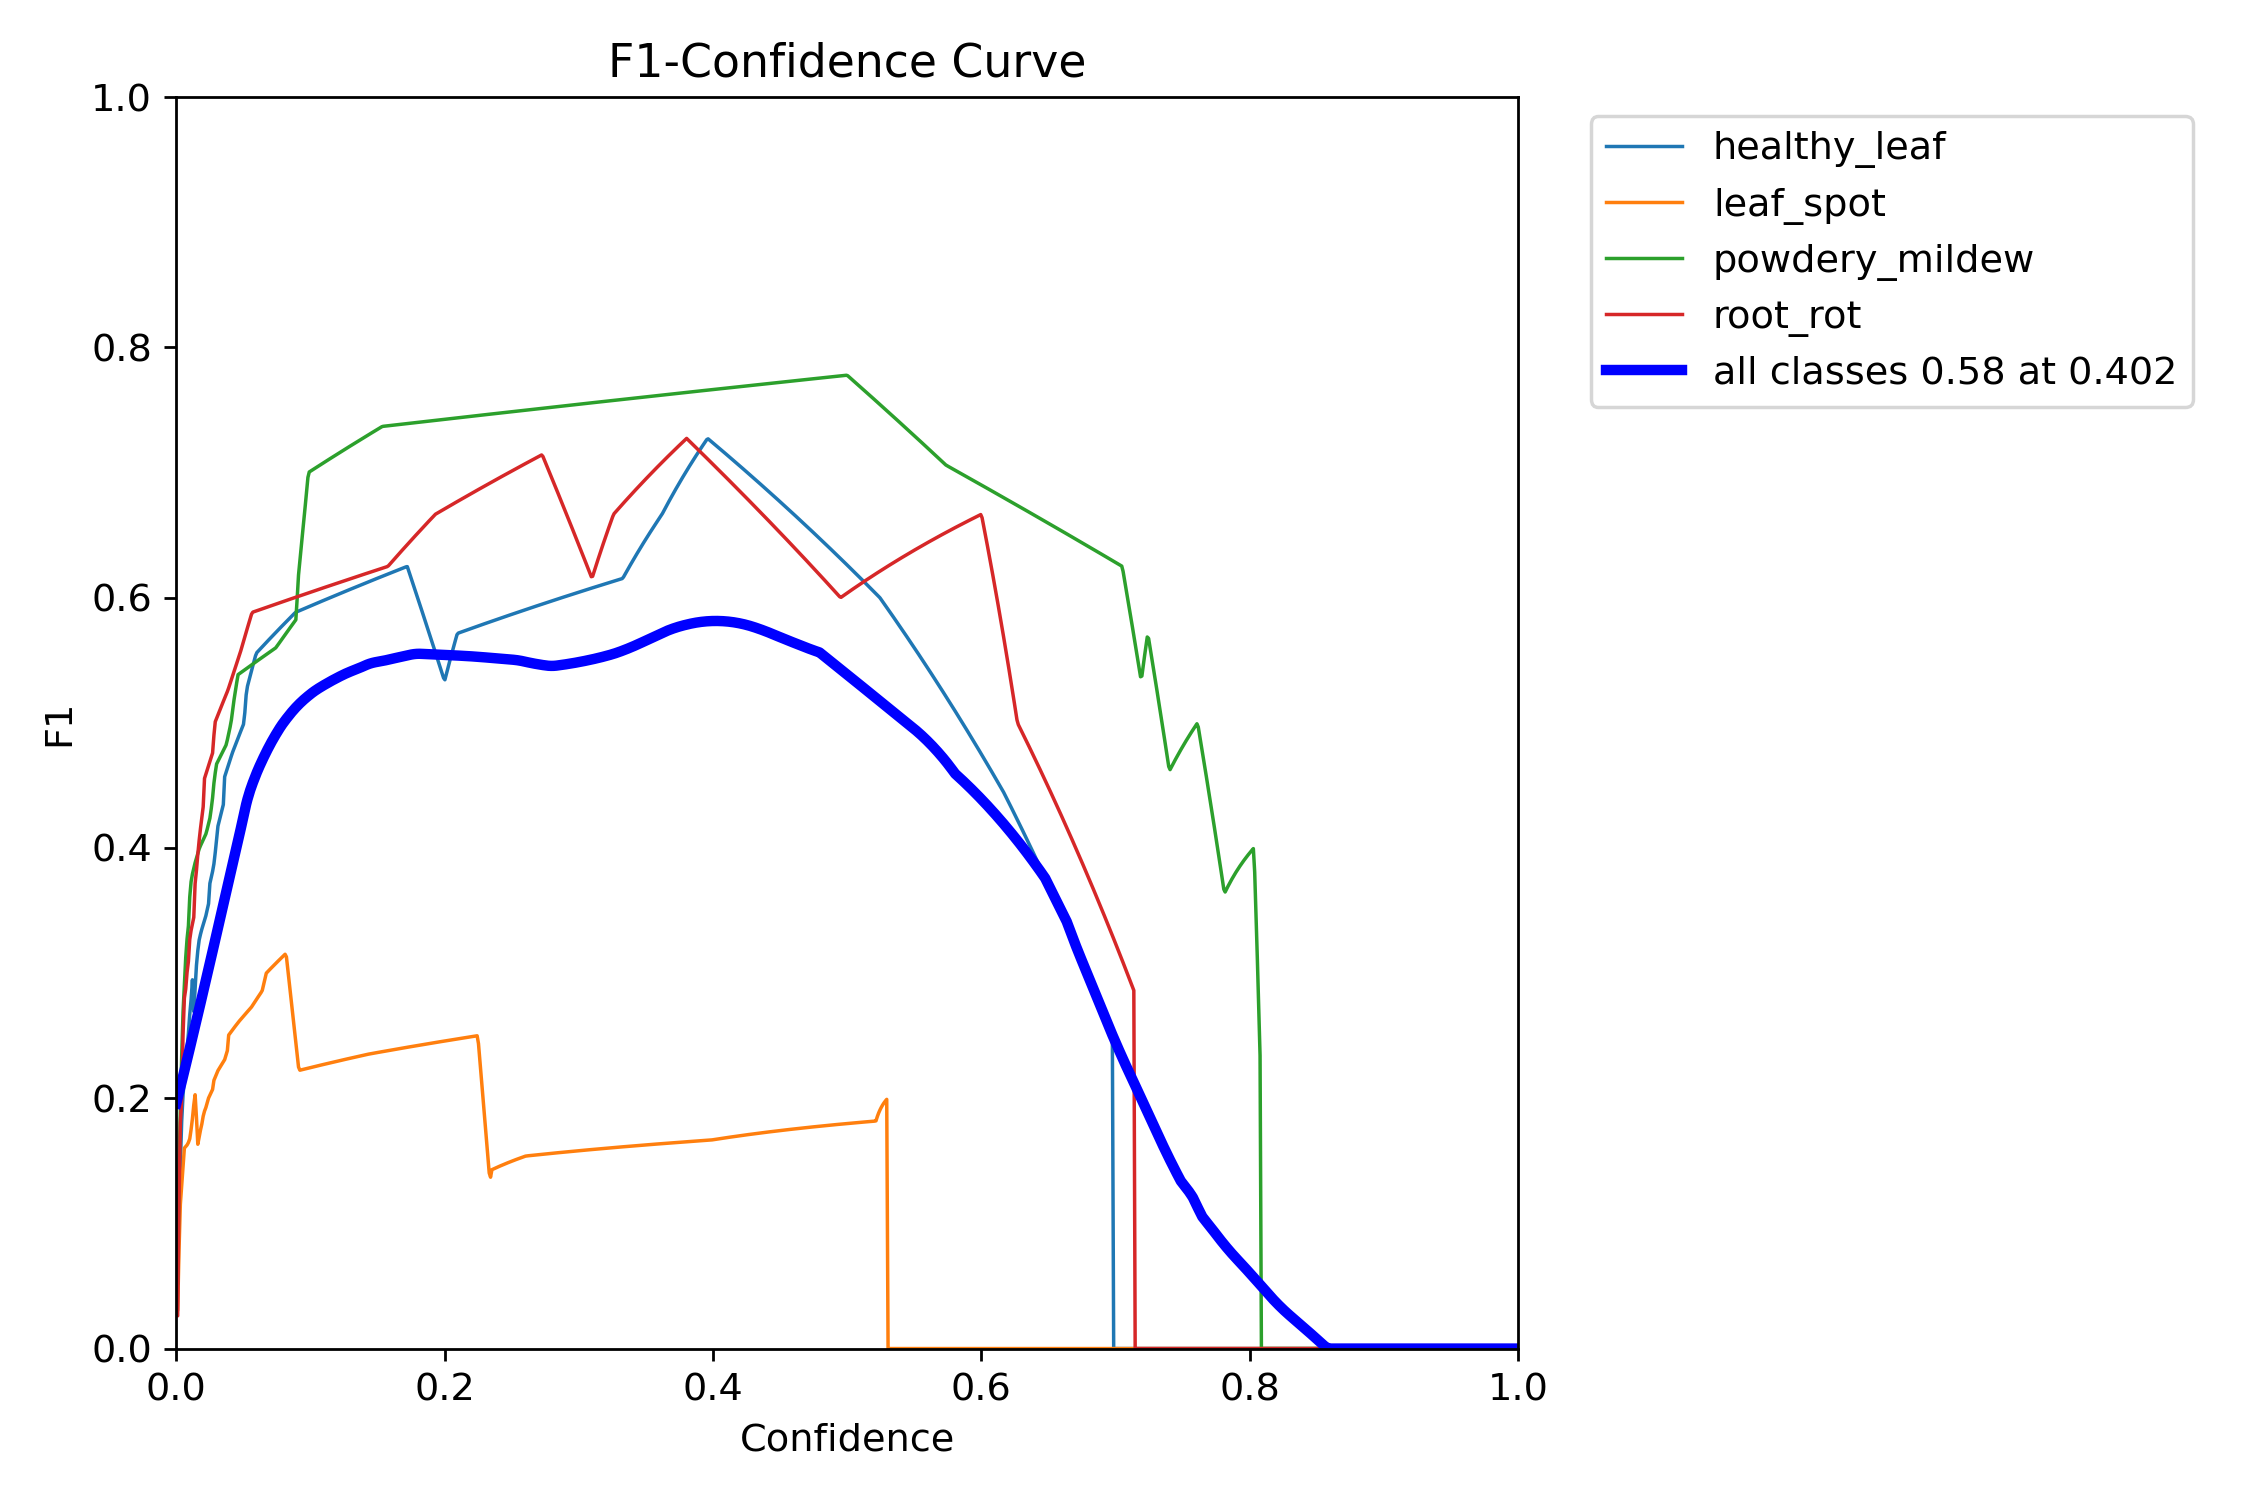 F1-Confidence Curve
1.0
0.8
0.6
0.4
0.2
0.0
F1
0.0 0.2 0.4 0.6 0.8 1.0
Confidence
healthy_leaf
leaf_spot
powdery_mildew
root_rot
all classes 0.58 at 0.402